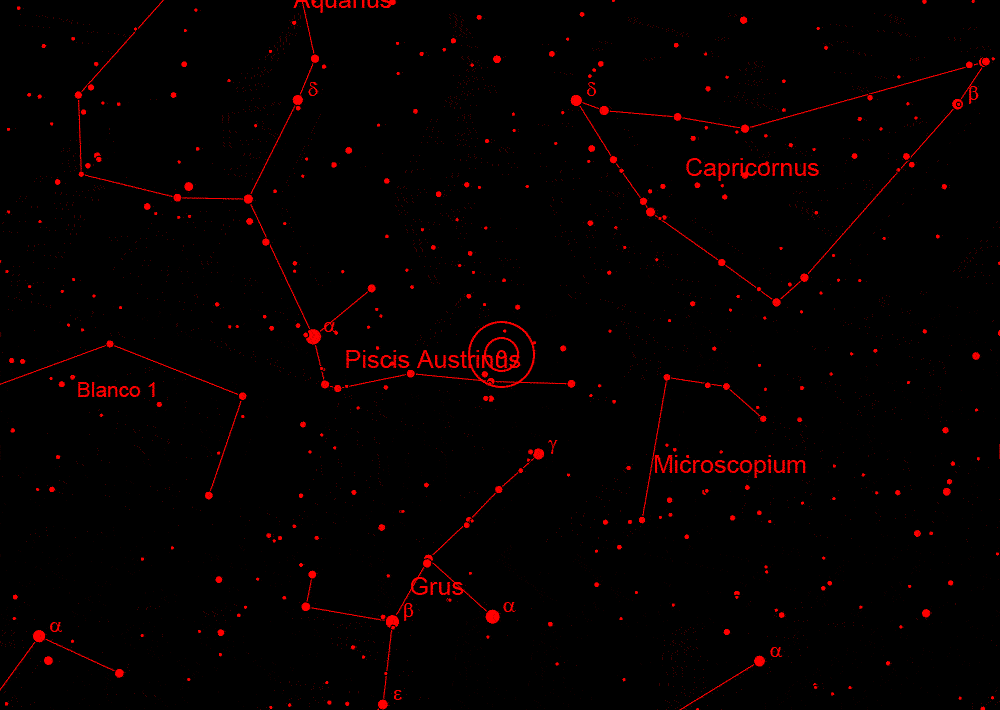 Aquarius
δ
δ
β
Capricornus
α
Piscis Austrinus
Blanco 1
γ
Microscopium
Grus
β
α
α
α
ε